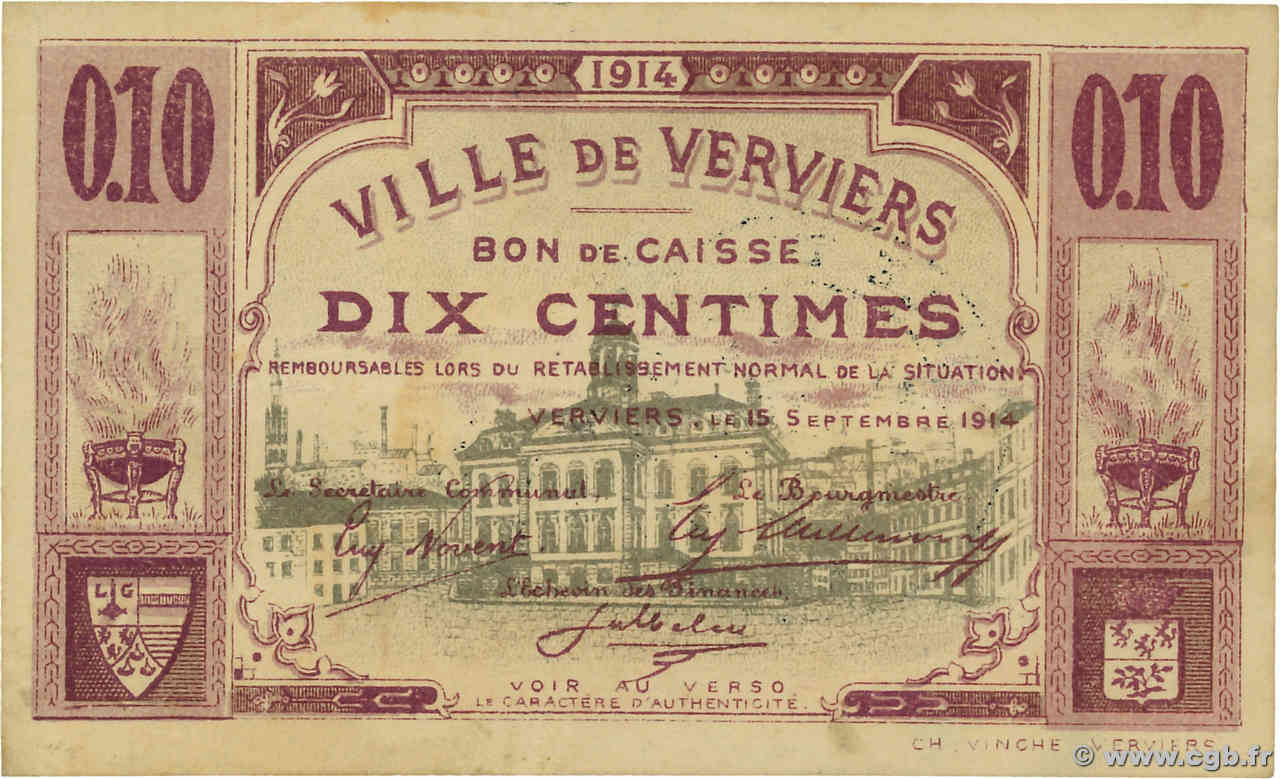 1914
0.10 0.10
VILLE DE VERVIERS
BON DE CAISSE
DIX CENTIMES
REMBOURSABLES LORS DU RETABLISSEMENT NORMAL DE LA SITUATION.
VERVIERS, LE 15 SEPTEMBRE 1914
Le Secrétaire Communal, Le Bourgmestre
L'Echevin des Finances,
L G
VOIR AU VERSO
LE CARACTÈRE D'AUTHENTICITÉ.
CH. VINCHE VERVIERS
© www.cgb.fr